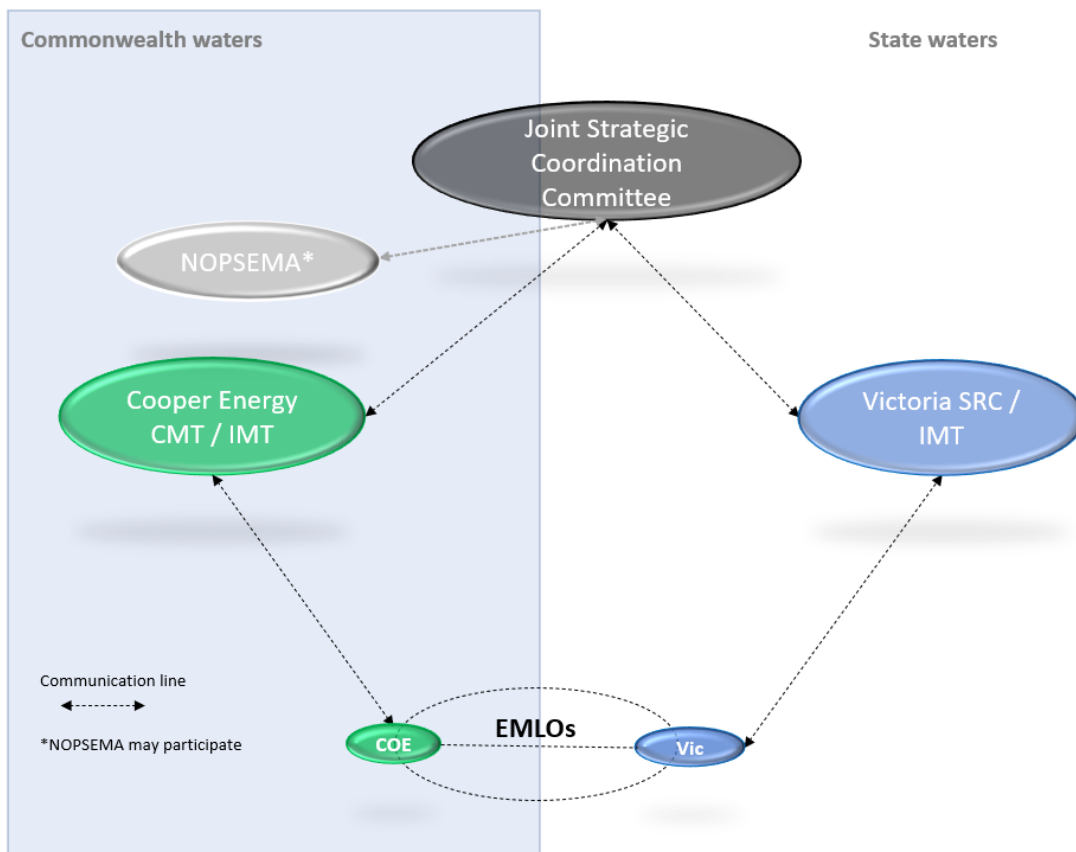 Commonwealth waters
State waters
Joint Strategic
Coordination
Committee
NOPSEMA*
Cooper Energy
CMT / IMT
Victoria SRC /
IMT
Communication line
*NOPSEMA may participate
EMLOs
COE
Vic